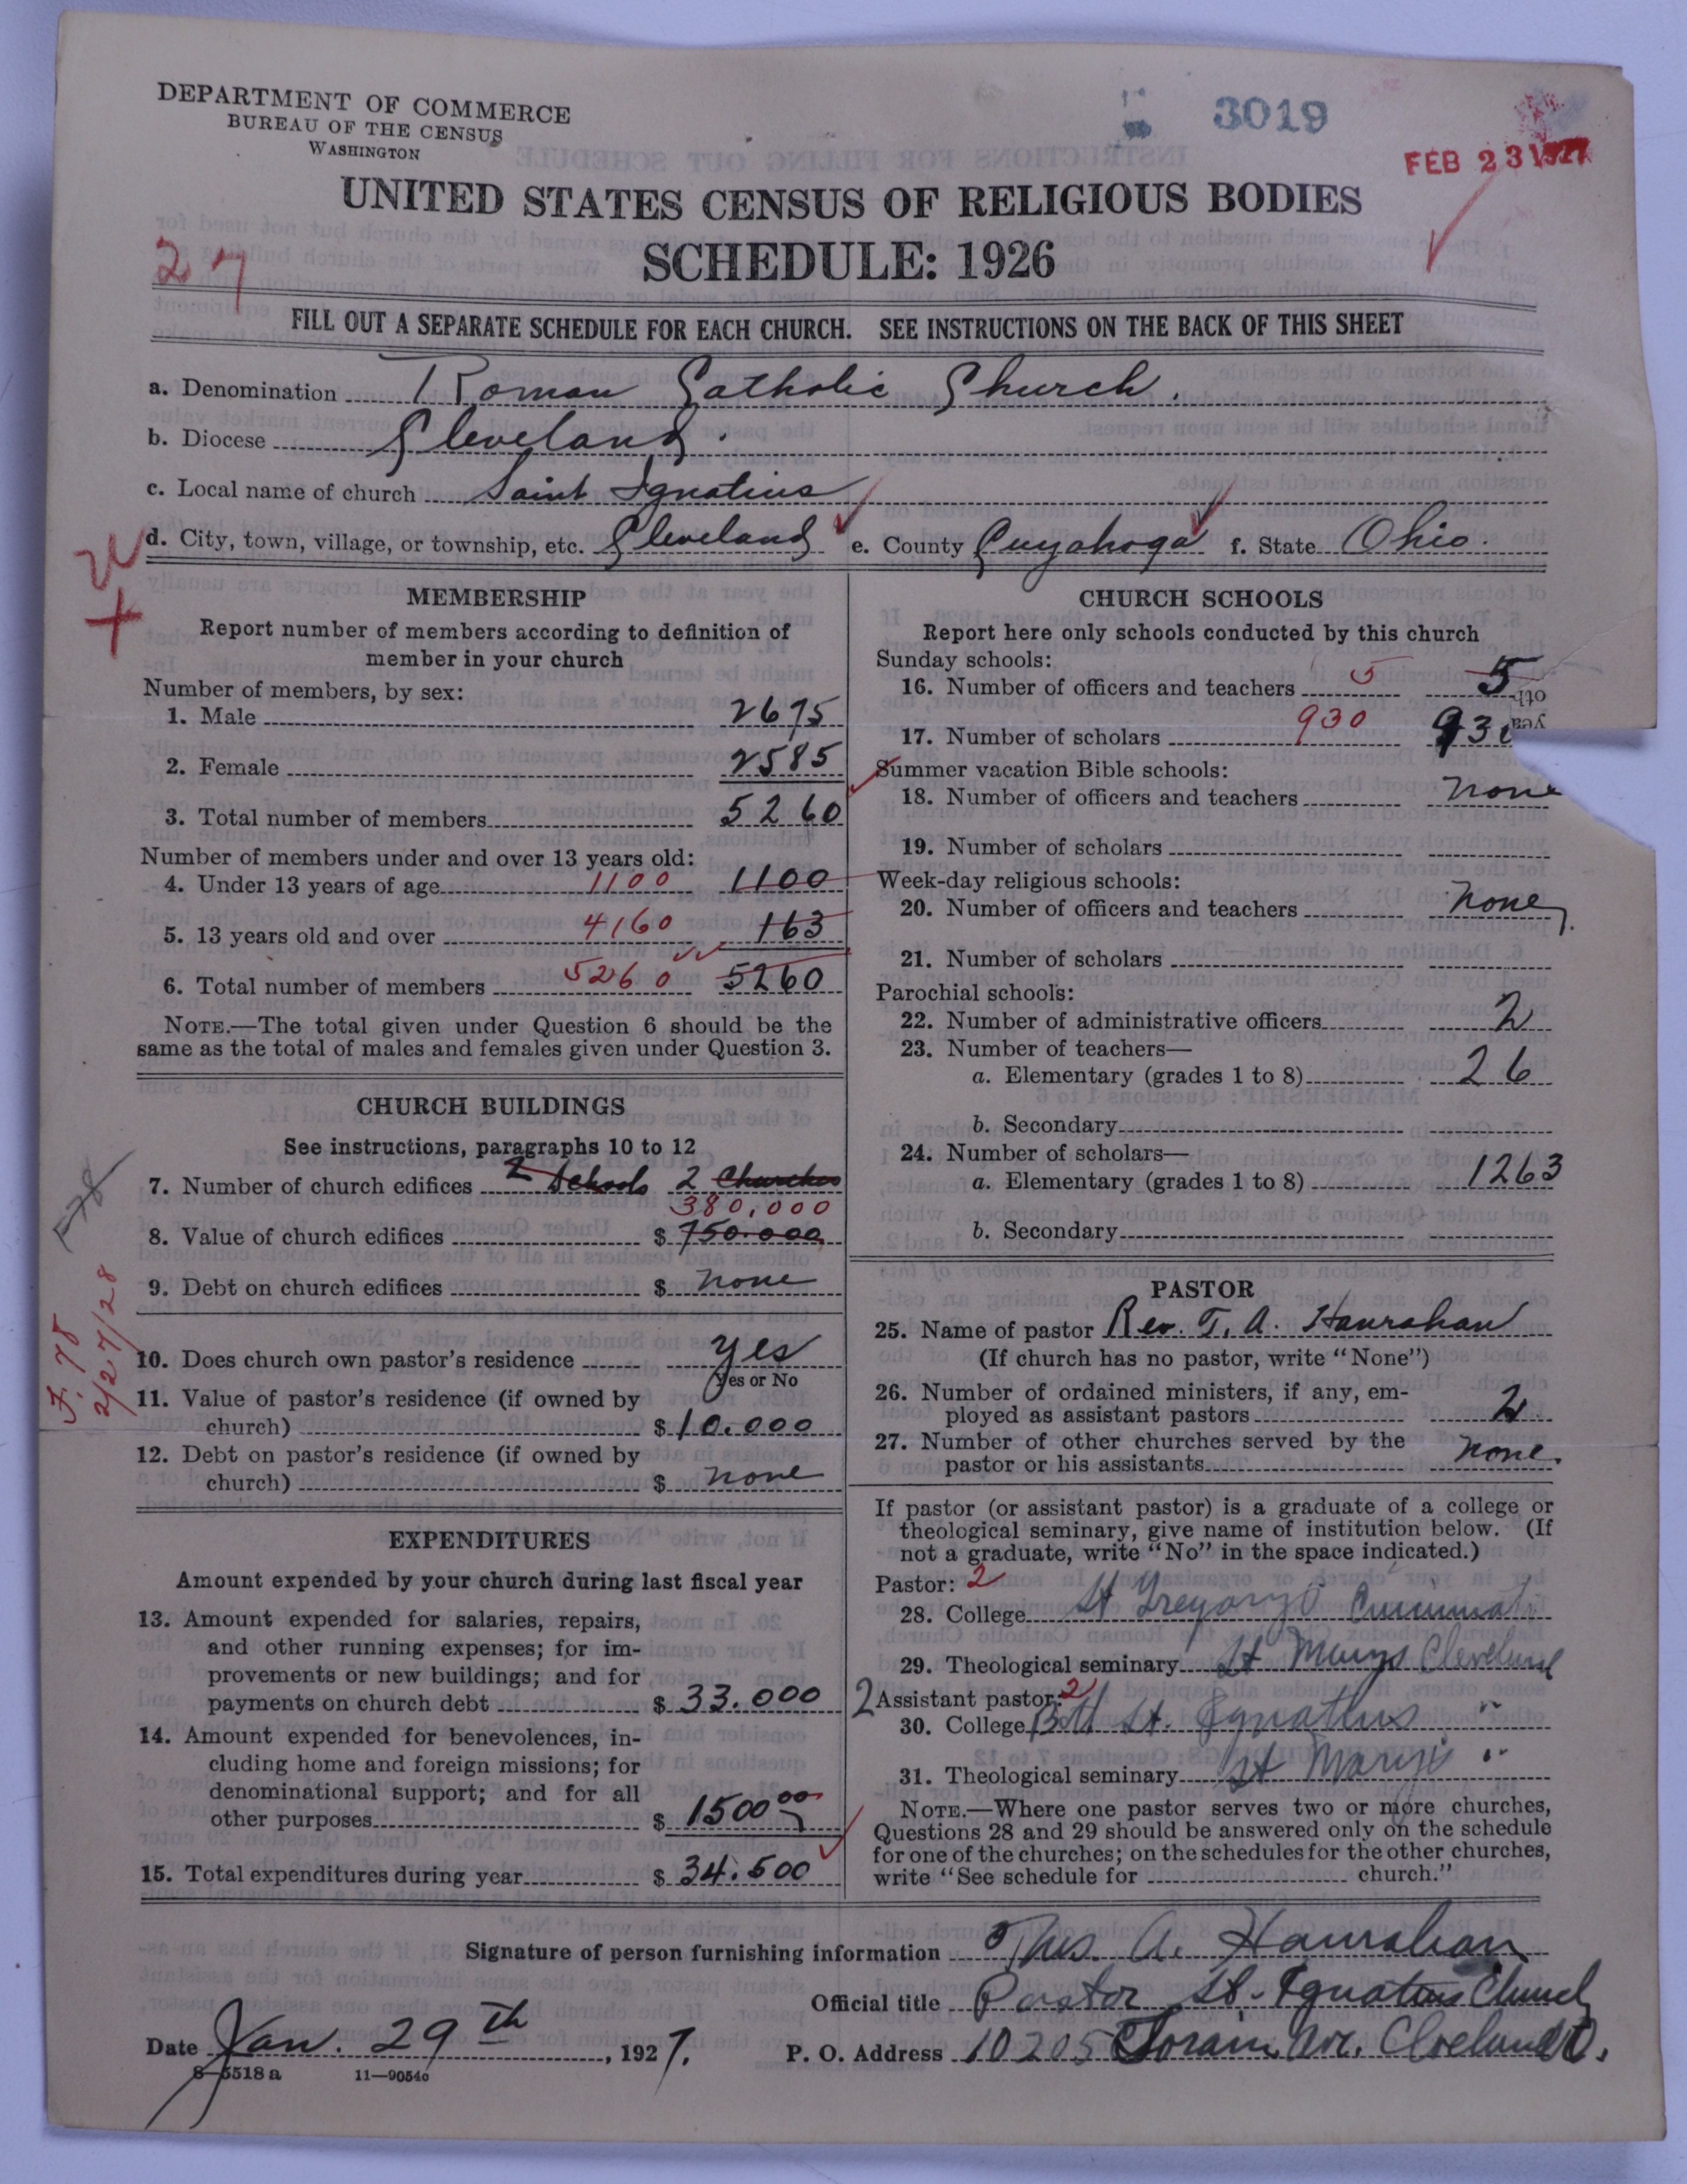 DEPARTMENT OF COMMERCE
BUREAU OF THE CENSUS
WASHINGTON
3019
FEB 23 1927
UNITED STATES CENSUS OF RELIGIOUS BODIES
SCHEDULE: 1926
27
FILL OUT A SEPARATE SCHEDULE FOR EACH CHURCH. SEE INSTRUCTIONS ON THE BACK OF THIS SHEET
a. Denomination Roman Catholic Church.
b. Diocese Cleveland.
c. Local name of church Saint Ignatius
d. City, town, village, or township, etc. Cleveland e. County Cuyahoga f. State Ohio.
MEMBERSHIP
Report number of members according to definition of
member in your church
Number of members, by sex:
1. Male 2675
2. Female 2585
3. Total number of members 5260
Number of members under and over 13 years old:
4. Under 13 years of age 1100 1100
5. 13 years old and over 4160 163
6. Total number of members 5260 5260
NOTE.—The total given under Question 6 should be the
same as the total of males and females given under Question 3.
CHURCH BUILDINGS
See instructions, paragraphs 10 to 12
7. Number of church edifices 2 Schools 2 Churches
380,000
8. Value of church edifices $ 750.000
9. Debt on church edifices $ none
10. Does church own pastor's residence yes
Yes or No
11. Value of pastor's residence (if owned by
church) $ 10.000
12. Debt on pastor's residence (if owned by
church) $ none
F. 78
2/27/28
EXPENDITURES
Amount expended by your church during last fiscal year
13. Amount expended for salaries, repairs,
and other running expenses; for im-
provements or new buildings; and for
payments on church debt $ 33.000
14. Amount expended for benevolences, in-
cluding home and foreign missions; for
denominational support; and for all
other purposes $ 1500 00
15. Total expenditures during year $ 34.500
CHURCH SCHOOLS
Report here only schools conducted by this church
Sunday schools:
16. Number of officers and teachers 5 5
17. Number of scholars 930 930
Summer vacation Bible schools:
18. Number of officers and teachers none
19. Number of scholars
Week-day religious schools:
20. Number of officers and teachers none.
21. Number of scholars
Parochial schools:
22. Number of administrative officers 2
23. Number of teachers—
a. Elementary (grades 1 to 8) 26
b. Secondary
24. Number of scholars—
a. Elementary (grades 1 to 8) 1263
b. Secondary
PASTOR
25. Name of pastor Rev. T. A. Hanrahan
(If church has no pastor, write "None")
26. Number of ordained ministers, if any, em-
ployed as assistant pastors 2
27. Number of other churches served by the
pastor or his assistants none.
If pastor (or assistant pastor) is a graduate of a college or
theological seminary, give name of institution below. (If
not a graduate, write "No" in the space indicated.)
Pastor: 2
28. College St Gregorys Cincinnati
29. Theological seminary St Marys Cleveland
2 Assistant pastor: 2
30. College Both St. Ignatius "
31. Theological seminary St Marys "
NOTE.—Where one pastor serves two or more churches,
Questions 28 and 29 should be answered only on the schedule
for one of the churches; on the schedules for the other churches,
write "See schedule for church."
Signature of person furnishing information Thos. A. Hanrahan
Official title Pastor St. Ignatius Church
Date Jan. 29th, 1927. P. O. Address 10205 Lorain Ave. Cleveland O.
8—5518a 11—9054c